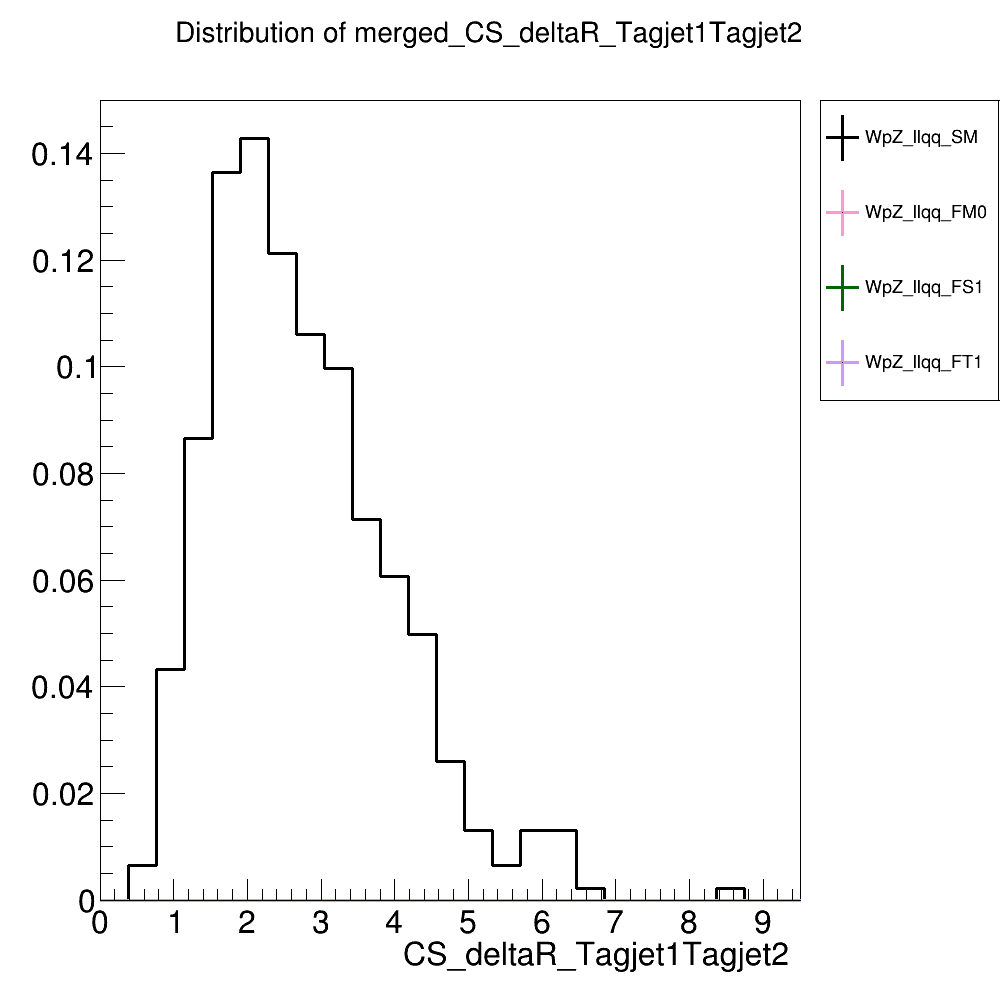 Distribution of merged_CS_deltaR_Tagjet1Tagjet2
WpZ_llqq_SM
WpZ_llqq_FM0
WpZ_llqq_FS1
WpZ_llqq_FT1
0.14
0.12
0.1
0.08
0.06
0.04
0.02
0
0 1 2 3 4 5 6 7 8 9
CS_deltaR_Tagjet1Tagjet2